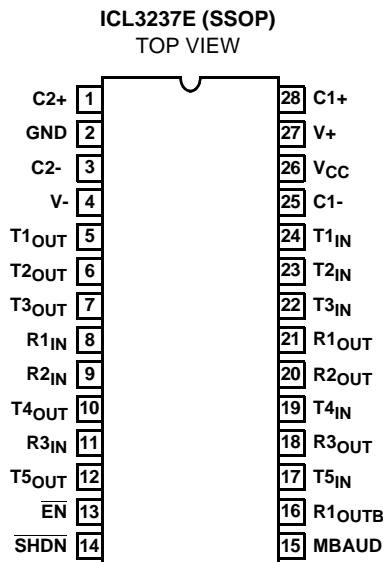 ICL3237E (SSOP)
TOP VIEW
C2+ 1 28 C1+
GND 2 27 V+
C2- 3 26 VCC
V- 4 25 C1-
T1OUT 5 24 T1IN
T2OUT 6 23 T2IN
T3OUT 7 22 T3IN
R1IN 8 21 R1OUT
R2IN 9 20 R2OUT
T4OUT 10 19 T4IN
R3IN 11 18 R3OUT
T5OUT 12 17 T5IN
EN 13 16 R1OUTB
SHDN 14 15 MBAUD